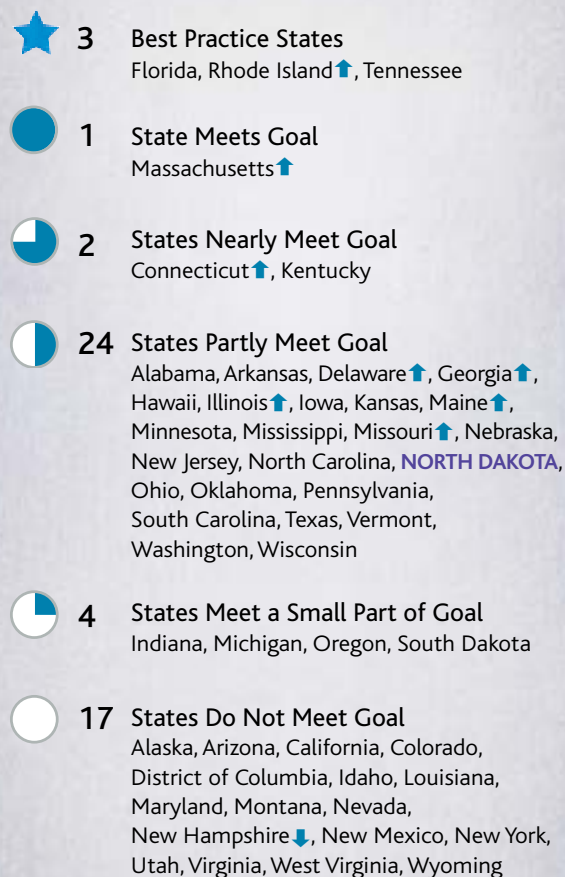 3 Best Practice States
Florida, Rhode Island⬆, Tennessee
1 State Meets Goal
Massachusetts⬆
2 States Nearly Meet Goal
Connecticut⬆, Kentucky
24 States Partly Meet Goal
Alabama, Arkansas, Delaware⬆, Georgia⬆,
Hawaii, Illinois⬆, Iowa, Kansas, Maine⬆,
Minnesota, Mississippi, Missouri⬆, Nebraska,
New Jersey, North Carolina, NORTH DAKOTA,
Ohio, Oklahoma, Pennsylvania,
South Carolina, Texas, Vermont,
Washington, Wisconsin
4 States Meet a Small Part of Goal
Indiana, Michigan, Oregon, South Dakota
17 States Do Not Meet Goal
Alaska, Arizona, California, Colorado,
District of Columbia, Idaho, Louisiana,
Maryland, Montana, Nevada,
New Hampshire⬇, New Mexico, New York,
Utah, Virginia, West Virginia, Wyoming